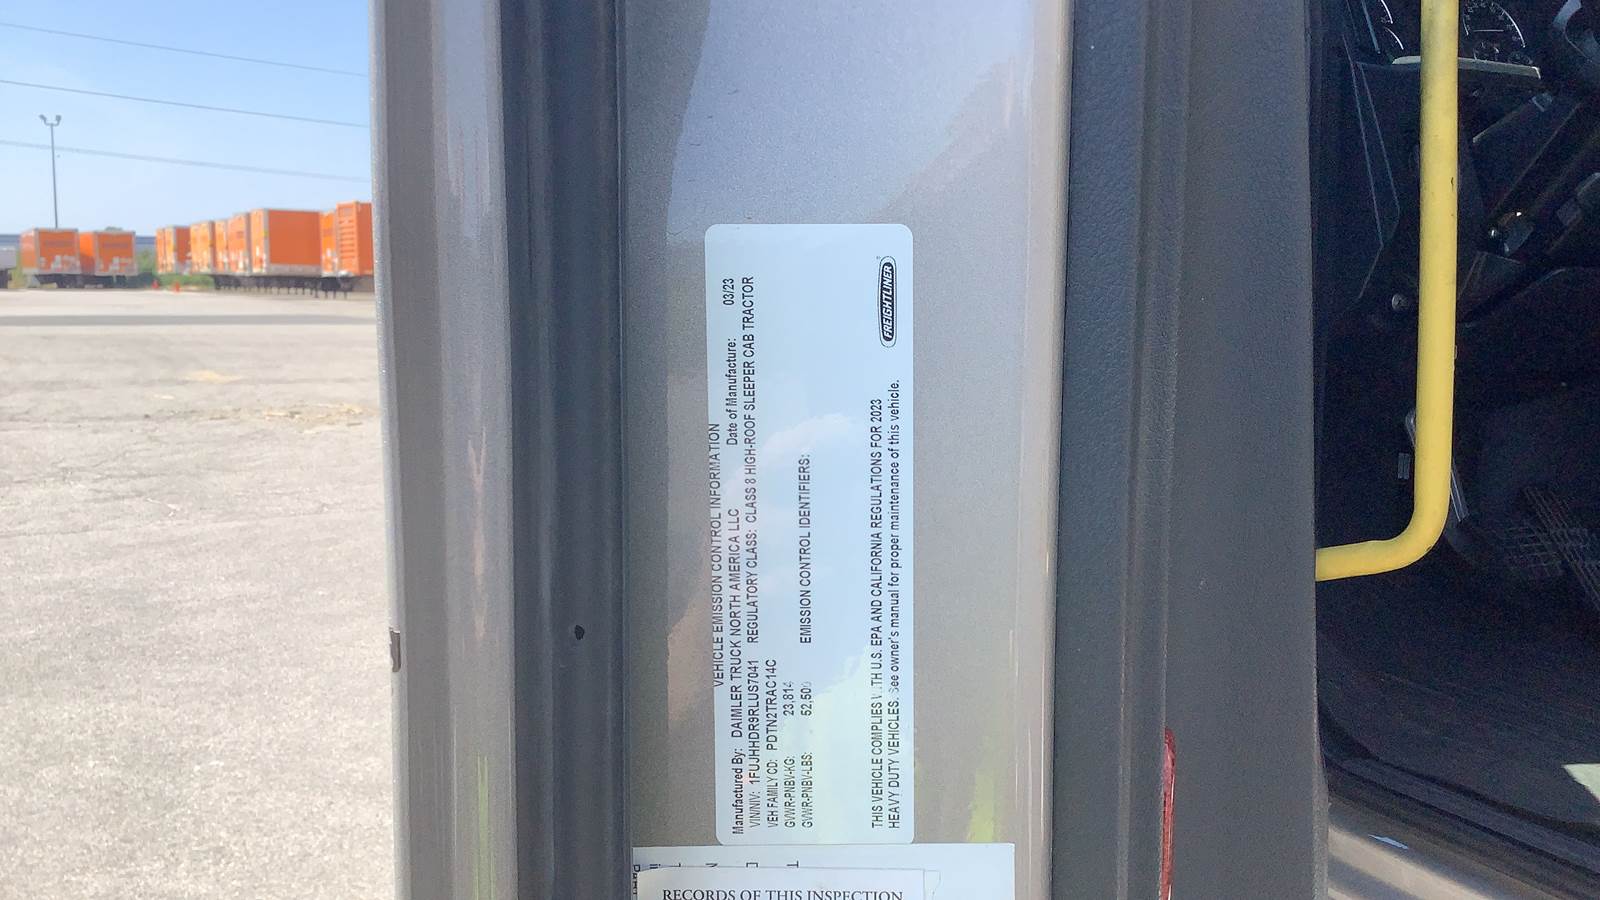 VEHICLE EMISSION CONTROL INFORMATION
Manufactured By: DAIMLER TRUCK NORTH AMERICA LLC Date of Manufacture: 03/23
VIN/NIV: 1FUJHHDR9RLUS7041 REGULATORY CLASS: CLASS 8 HIGH-ROOF SLEEPER CAB TRACTOR
VEH FAMILY CD: PDTN2TRAC14C
GVWR-PNBV-KG: 23,814
GVWR-PNBV-LBS: 52,500 EMISSION CONTROL IDENTIFIERS:
THIS VEHICLE COMPLIES WITH U.S. EPA AND CALIFORNIA REGULATIONS FOR 2023
HEAVY DUTY VEHICLES. See owner's manual for proper maintenance of this vehicle.
FREIGHTLINER
RECORDS OF THIS INSPECTION